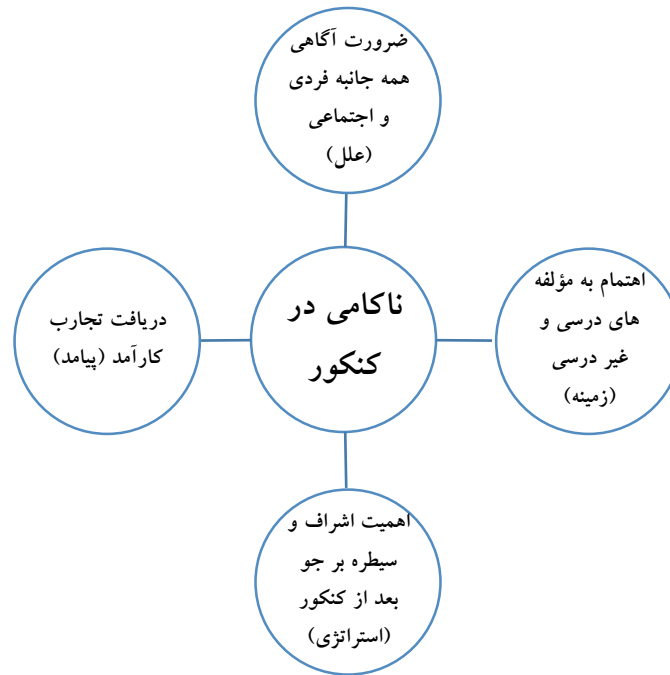 ضرورت آگاهی
همه جانبه فردی
و اجتماعی
(علل)
اهتمام به مؤلفه
های درسی و
غیر درسی
(زمینه)
ناکامی در
کنکور
دریافت تجارب
کارآمد (پیامد)
اهمیت اشراف و
سیطره بر جو
بعد از کنکور
(استراتژی)